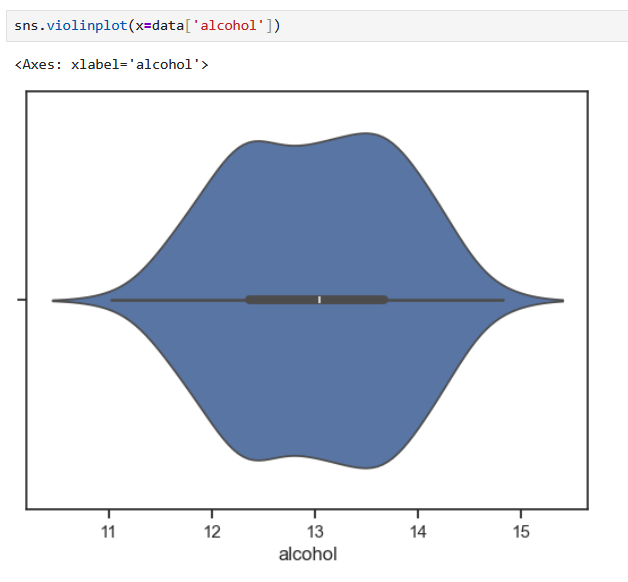 sns.violinplot(x=data['alcohol'])
<Axes: xlabel='alcohol'>
11 12 13 14 15
alcohol